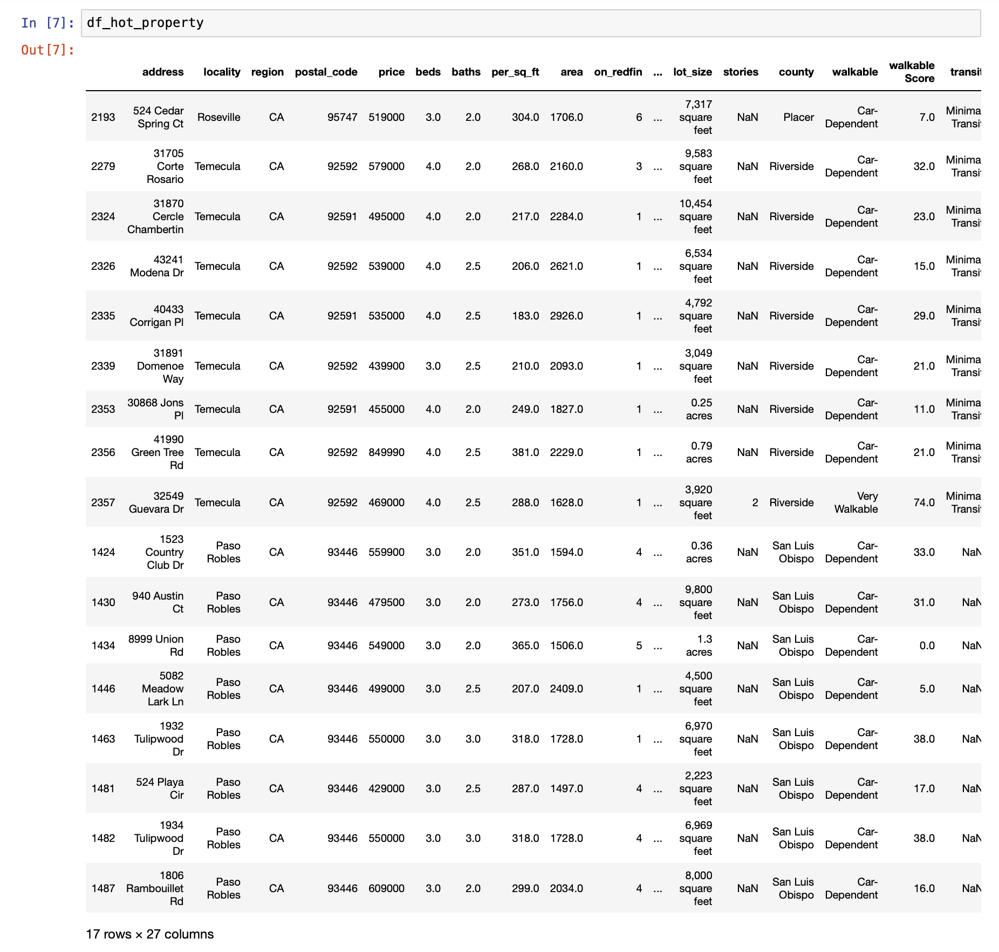 In [7]: df_hot_property
Out[7]:
address locality region postal_code price beds baths per_sq_ft area on_redfin ... lot_size stories county walkable walkable Score transit
2193 524 Cedar Spring Ct Roseville CA 95747 519000 3.0 2.0 304.0 1706.0 6 ... 7,317 square feet NaN Placer Car-Dependent 7.0 Minima Transit
2279 31705 Corte Rosario Temecula CA 92592 579000 4.0 2.0 268.0 2160.0 3 ... 9,583 square feet NaN Riverside Car-Dependent 32.0 Minima Transit
2324 31870 Cercle Chambertin Temecula CA 92591 495000 4.0 2.0 217.0 2284.0 1 ... 10,454 square feet NaN Riverside Car-Dependent 23.0 Minima Transit
2326 43241 Modena Dr Temecula CA 92592 539000 4.0 2.5 206.0 2621.0 1 ... 6,534 square feet NaN Riverside Car-Dependent 15.0 Minima Transit
2335 40433 Corrigan Pl Temecula CA 92591 535000 4.0 2.5 183.0 2926.0 1 ... 4,792 square feet NaN Riverside Car-Dependent 29.0 Minima Transit
2339 31891 Domenoe Way Temecula CA 92592 439900 3.0 2.5 210.0 2093.0 1 ... 3,049 square feet NaN Riverside Car-Dependent 21.0 Minima Transit
2353 30868 Jons Pl Temecula CA 92591 455000 4.0 2.0 249.0 1827.0 1 ... 0.25 acres NaN Riverside Car-Dependent 11.0 Minima Transit
2356 41990 Green Tree Rd Temecula CA 92592 849990 4.0 2.5 381.0 2229.0 1 ... 0.79 acres NaN Riverside Car-Dependent 21.0 Minima Transit
2357 32549 Guevara Dr Temecula CA 92592 469000 4.0 2.5 288.0 1628.0 1 ... 3,920 square feet 2 Riverside Very Walkable 74.0 Minima Transit
1424 1523 Country Club Dr Paso Robles CA 93446 559900 3.0 2.0 351.0 1594.0 4 ... 0.36 acres NaN San Luis Obispo Car-Dependent 33.0 NaN
1430 940 Austin Ct Paso Robles CA 93446 479500 3.0 2.0 273.0 1756.0 4 ... 9,800 square feet NaN San Luis Obispo Car-Dependent 31.0 NaN
1434 8999 Union Rd Paso Robles CA 93446 549000 3.0 2.0 365.0 1506.0 5 ... 1.3 acres NaN San Luis Obispo Car-Dependent 0.0 NaN
1446 5082 Meadow Lark Ln Paso Robles CA 93446 499000 3.0 2.5 207.0 2409.0 1 ... 4,500 square feet NaN San Luis Obispo Car-Dependent 5.0 NaN
1463 1932 Tulipwood Dr Paso Robles CA 93446 550000 3.0 3.0 318.0 1728.0 1 ... 6,970 square feet NaN San Luis Obispo Car-Dependent 38.0 NaN
1481 524 Playa Cir Paso Robles CA 93446 429000 3.0 2.5 287.0 1497.0 4 ... 2,223 square feet NaN San Luis Obispo Car-Dependent 17.0 NaN
1482 1934 Tulipwood Dr Paso Robles CA 93446 550000 3.0 3.0 318.0 1728.0 4 ... 6,969 square feet NaN San Luis Obispo Car-Dependent 38.0 NaN
1487 1806 Rambouillet Rd Paso Robles CA 93446 609000 3.0 2.0 299.0 2034.0 4 ... 8,000 square feet NaN San Luis Obispo Car-Dependent 16.0 NaN
17 rows × 27 columns